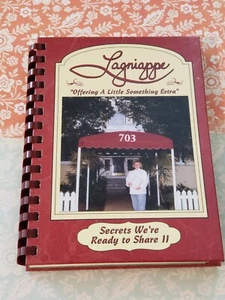 Lagniappe
"Offering A Little Something Extra"
703
Secrets We're
Ready to Share II